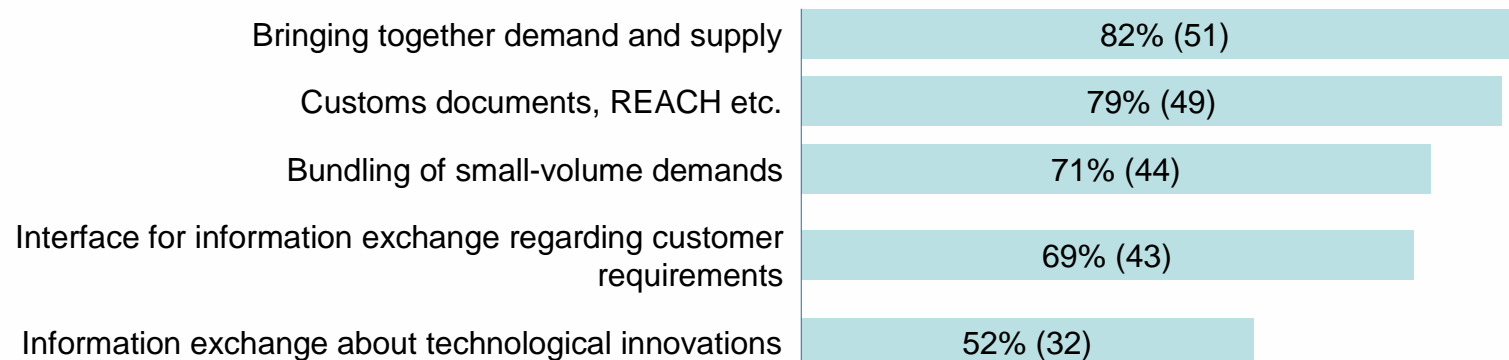 Bringing together demand and supply 82% (51)
Customs documents, REACH etc. 79% (49)
Bundling of small-volume demands 71% (44)
Interface for information exchange regarding customer
requirements 69% (43)
Information exchange about technological innovations 52% (32)